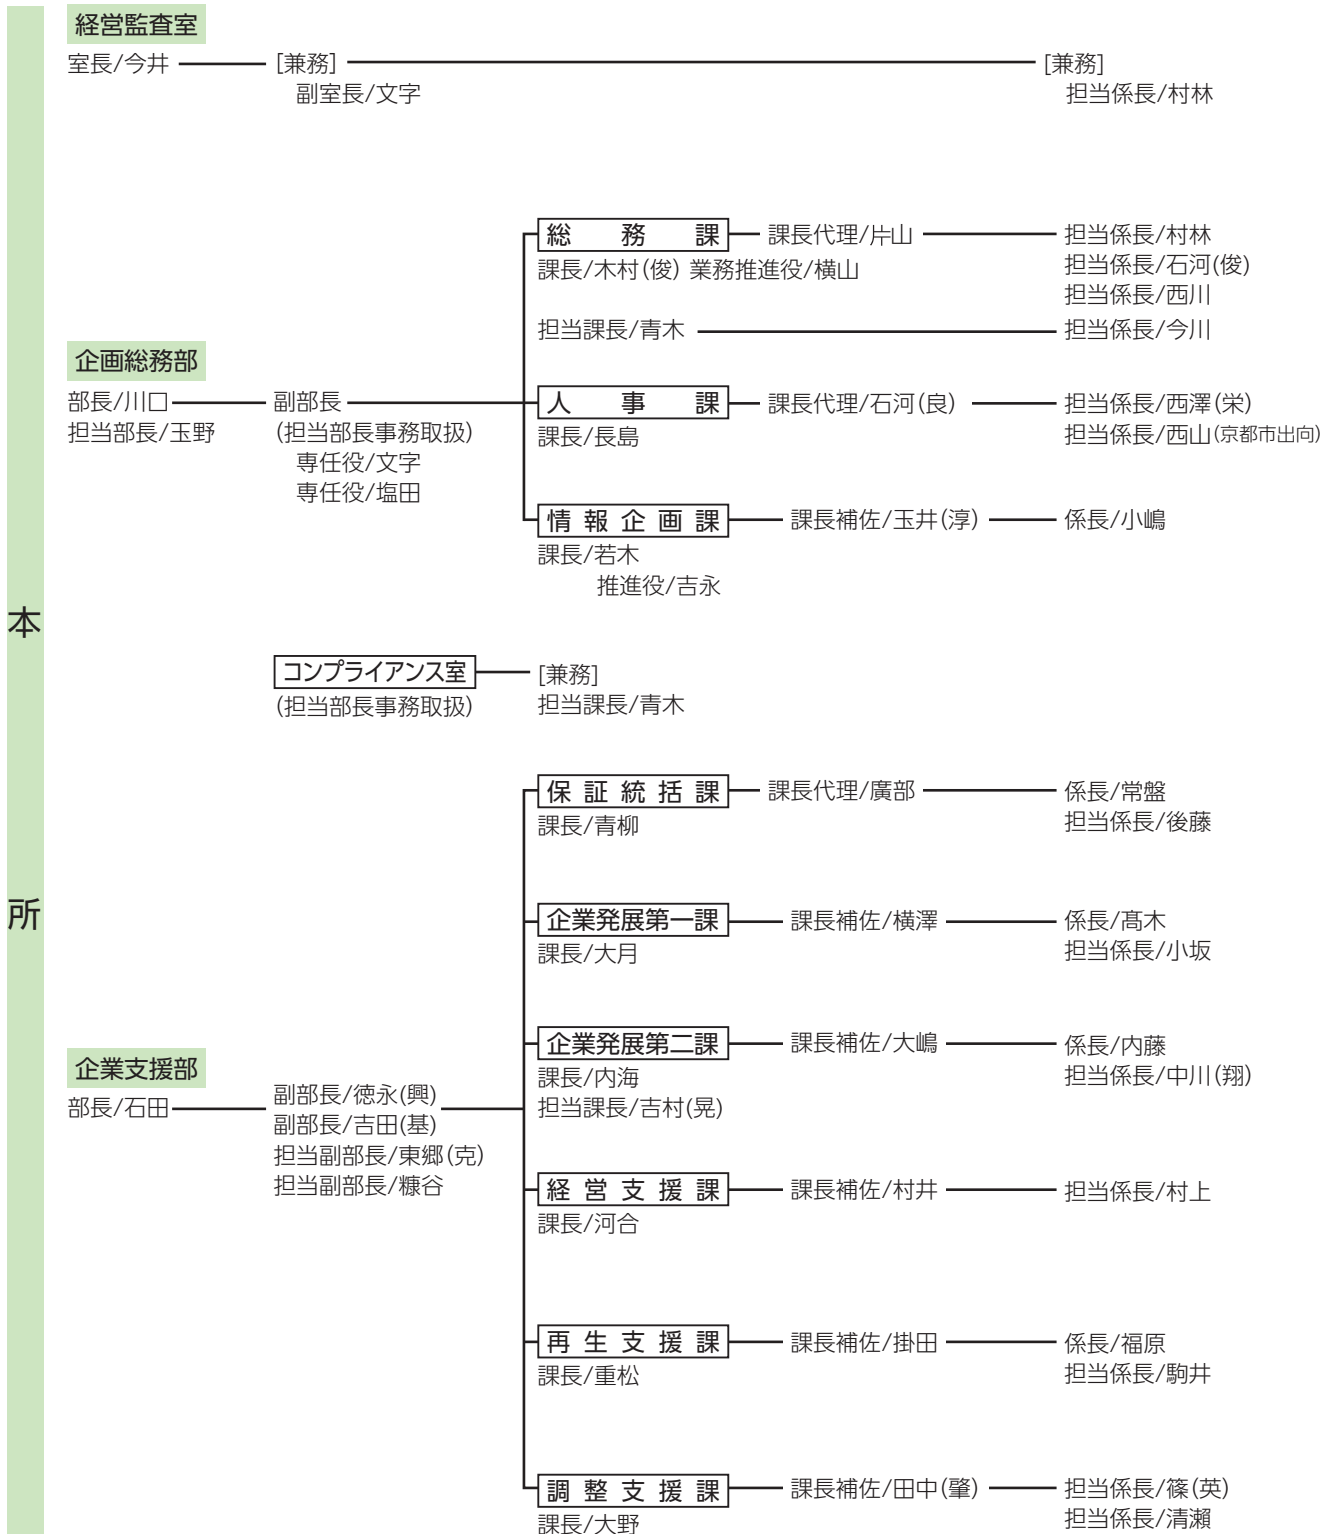 本所
経営監査室
室長/今井 [兼務] [兼務]
副室長/文字 担当係長/村林
総務課 課長代理/片山 担当係長/村林
課長/木村(俊) 業務推進役/横山 担当係長/石河(俊)
担当係長/西川
担当課長/青木 担当係長/今川
企画総務部
部長/川口 副部長 人事課 課長代理/石河(良) 担当係長/西澤(栄)
担当部長/玉野 (担当部長事務取扱) 課長/長島 担当係長/西山(京都市出向)
専任役/文字
専任役/塩田
情報企画課 課長補佐/玉井(淳) 係長/小嶋
課長/若木
推進役/吉永
コンプライアンス室 [兼務]
(担当部長事務取扱) 担当課長/青木
保証統括課 課長代理/廣部 係長/常盤
課長/青柳 担当係長/後藤
企業発展第一課 課長補佐/横澤 係長/髙木
課長/大月 担当係長/小坂
企業発展第二課 課長補佐/大嶋 係長/内藤
課長/内海 担当係長/中川(翔)
担当課長/吉村(晃)
企業支援部
部長/石田 副部長/徳永(興)
副部長/吉田(基)
担当副部長/東郷(克)
担当副部長/糠谷
経営支援課 課長補佐/村井 担当係長/村上
課長/河合
再生支援課 課長補佐/掛田 係長/福原
課長/重松 担当係長/駒井
調整支援課 課長補佐/田中(肇) 担当係長/篠(英)
課長/大野 担当係長/清瀬